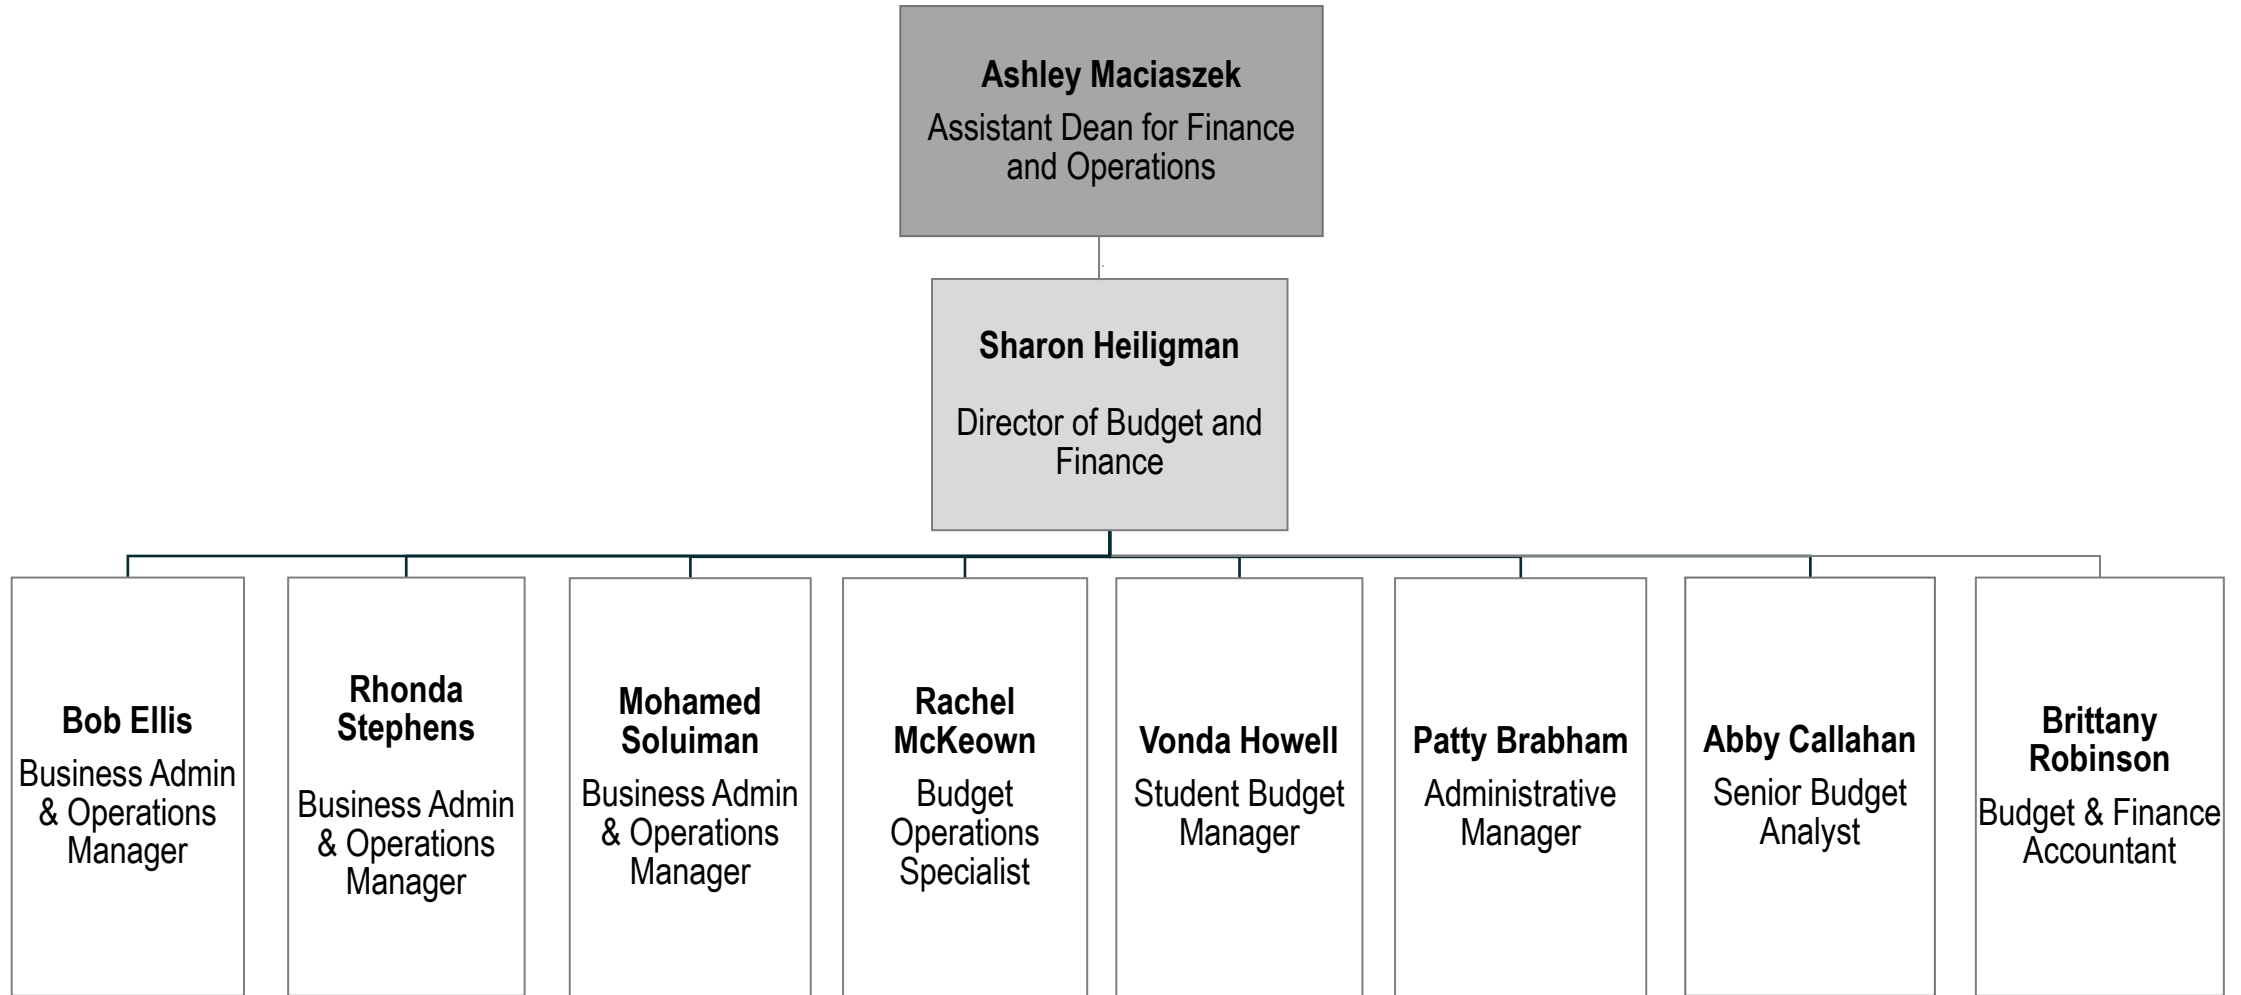 Ashley Maciaszek
Assistant Dean for Finance
and Operations
Sharon Heiligman
Director of Budget and
Finance
Bob Ellis
Business Admin
& Operations
Manager
Rhonda
Stephens
Business Admin
& Operations
Manager
Mohamed
Soluiman
Business Admin
& Operations
Manager
Rachel
McKeown
Budget
Operations
Specialist
Vonda Howell
Student Budget
Manager
Patty Brabham
Administrative
Manager
Abby Callahan
Senior Budget
Analyst
Brittany
Robinson
Budget & Finance
Accountant